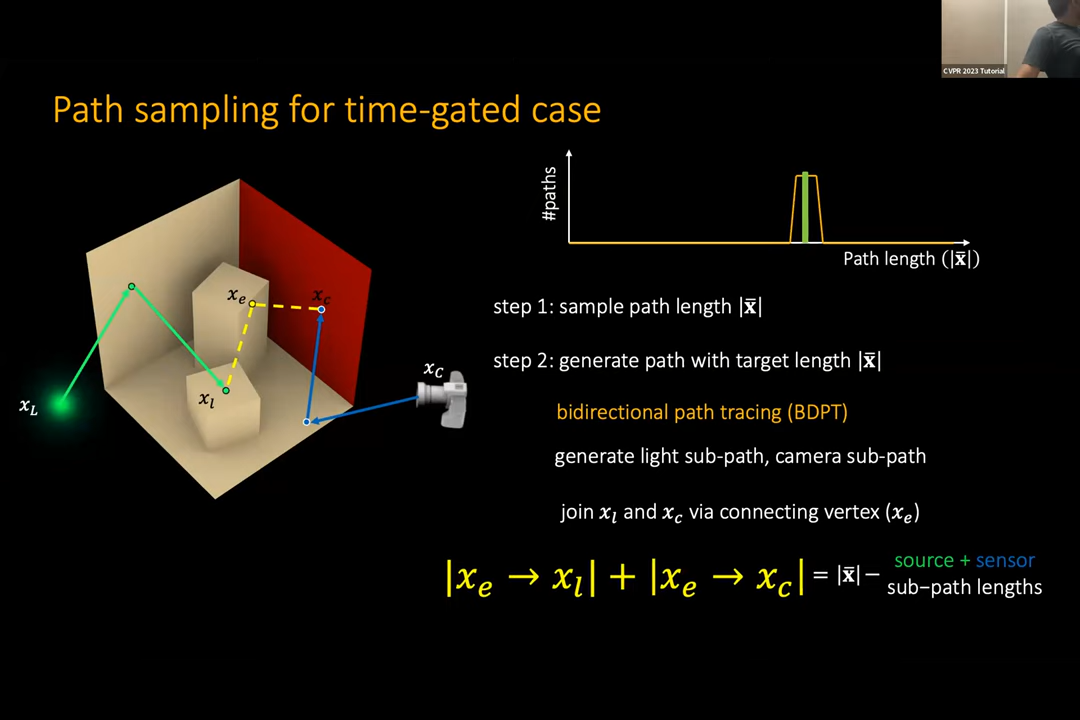 CVPR 2023 Tutorial
Path sampling for time-gated case
#paths
Path length (|x̄|)
x_e
x_c
x_l
x_L
x_C
step 1: sample path length |x̄|
step 2: generate path with target length |x̄|
bidirectional path tracing (BDPT)
generate light sub-path, camera sub-path
join x_l and x_c via connecting vertex (x_e)
|x_e → x_l| + |x_e → x_c| = |x̄| − source + sensor
sub−path lengths